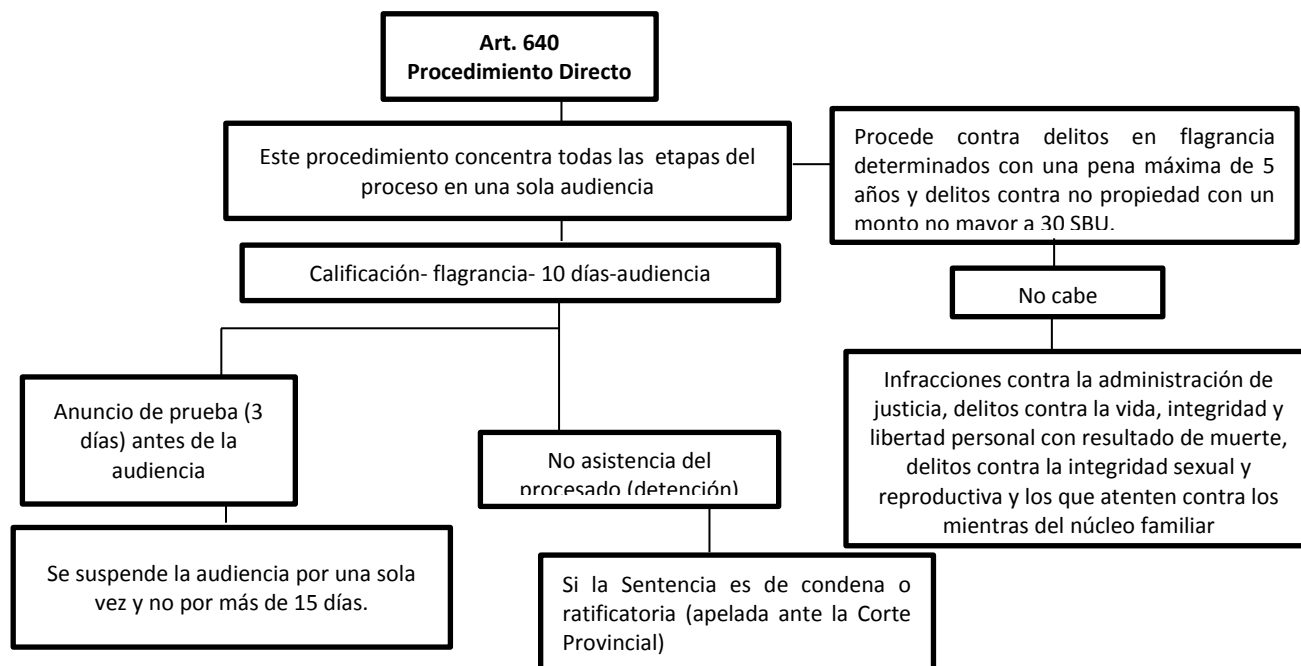 Art. 640
Procedimiento Directo
Este procedimiento concentra todas las etapas del
proceso en una sola audiencia
Procede contra delitos en flagrancia
determinados con una pena máxima de 5
años y delitos contra no propiedad con un
monto no mayor a 30 SBU.
Calificación- flagrancia- 10 días-audiencia
No cabe
Anuncio de prueba (3
días) antes de la
audiencia
No asistencia del
procesado (detención)
Infracciones contra la administración de
justicia, delitos contra la vida, integridad y
libertad personal con resultado de muerte,
delitos contra la integridad sexual y
reproductiva y los que atenten contra los
mientras del núcleo familiar
Se suspende la audiencia por una sola
vez y no por más de 15 días.
Si la Sentencia es de condena o
ratificatoria (apelada ante la Corte
Provincial)